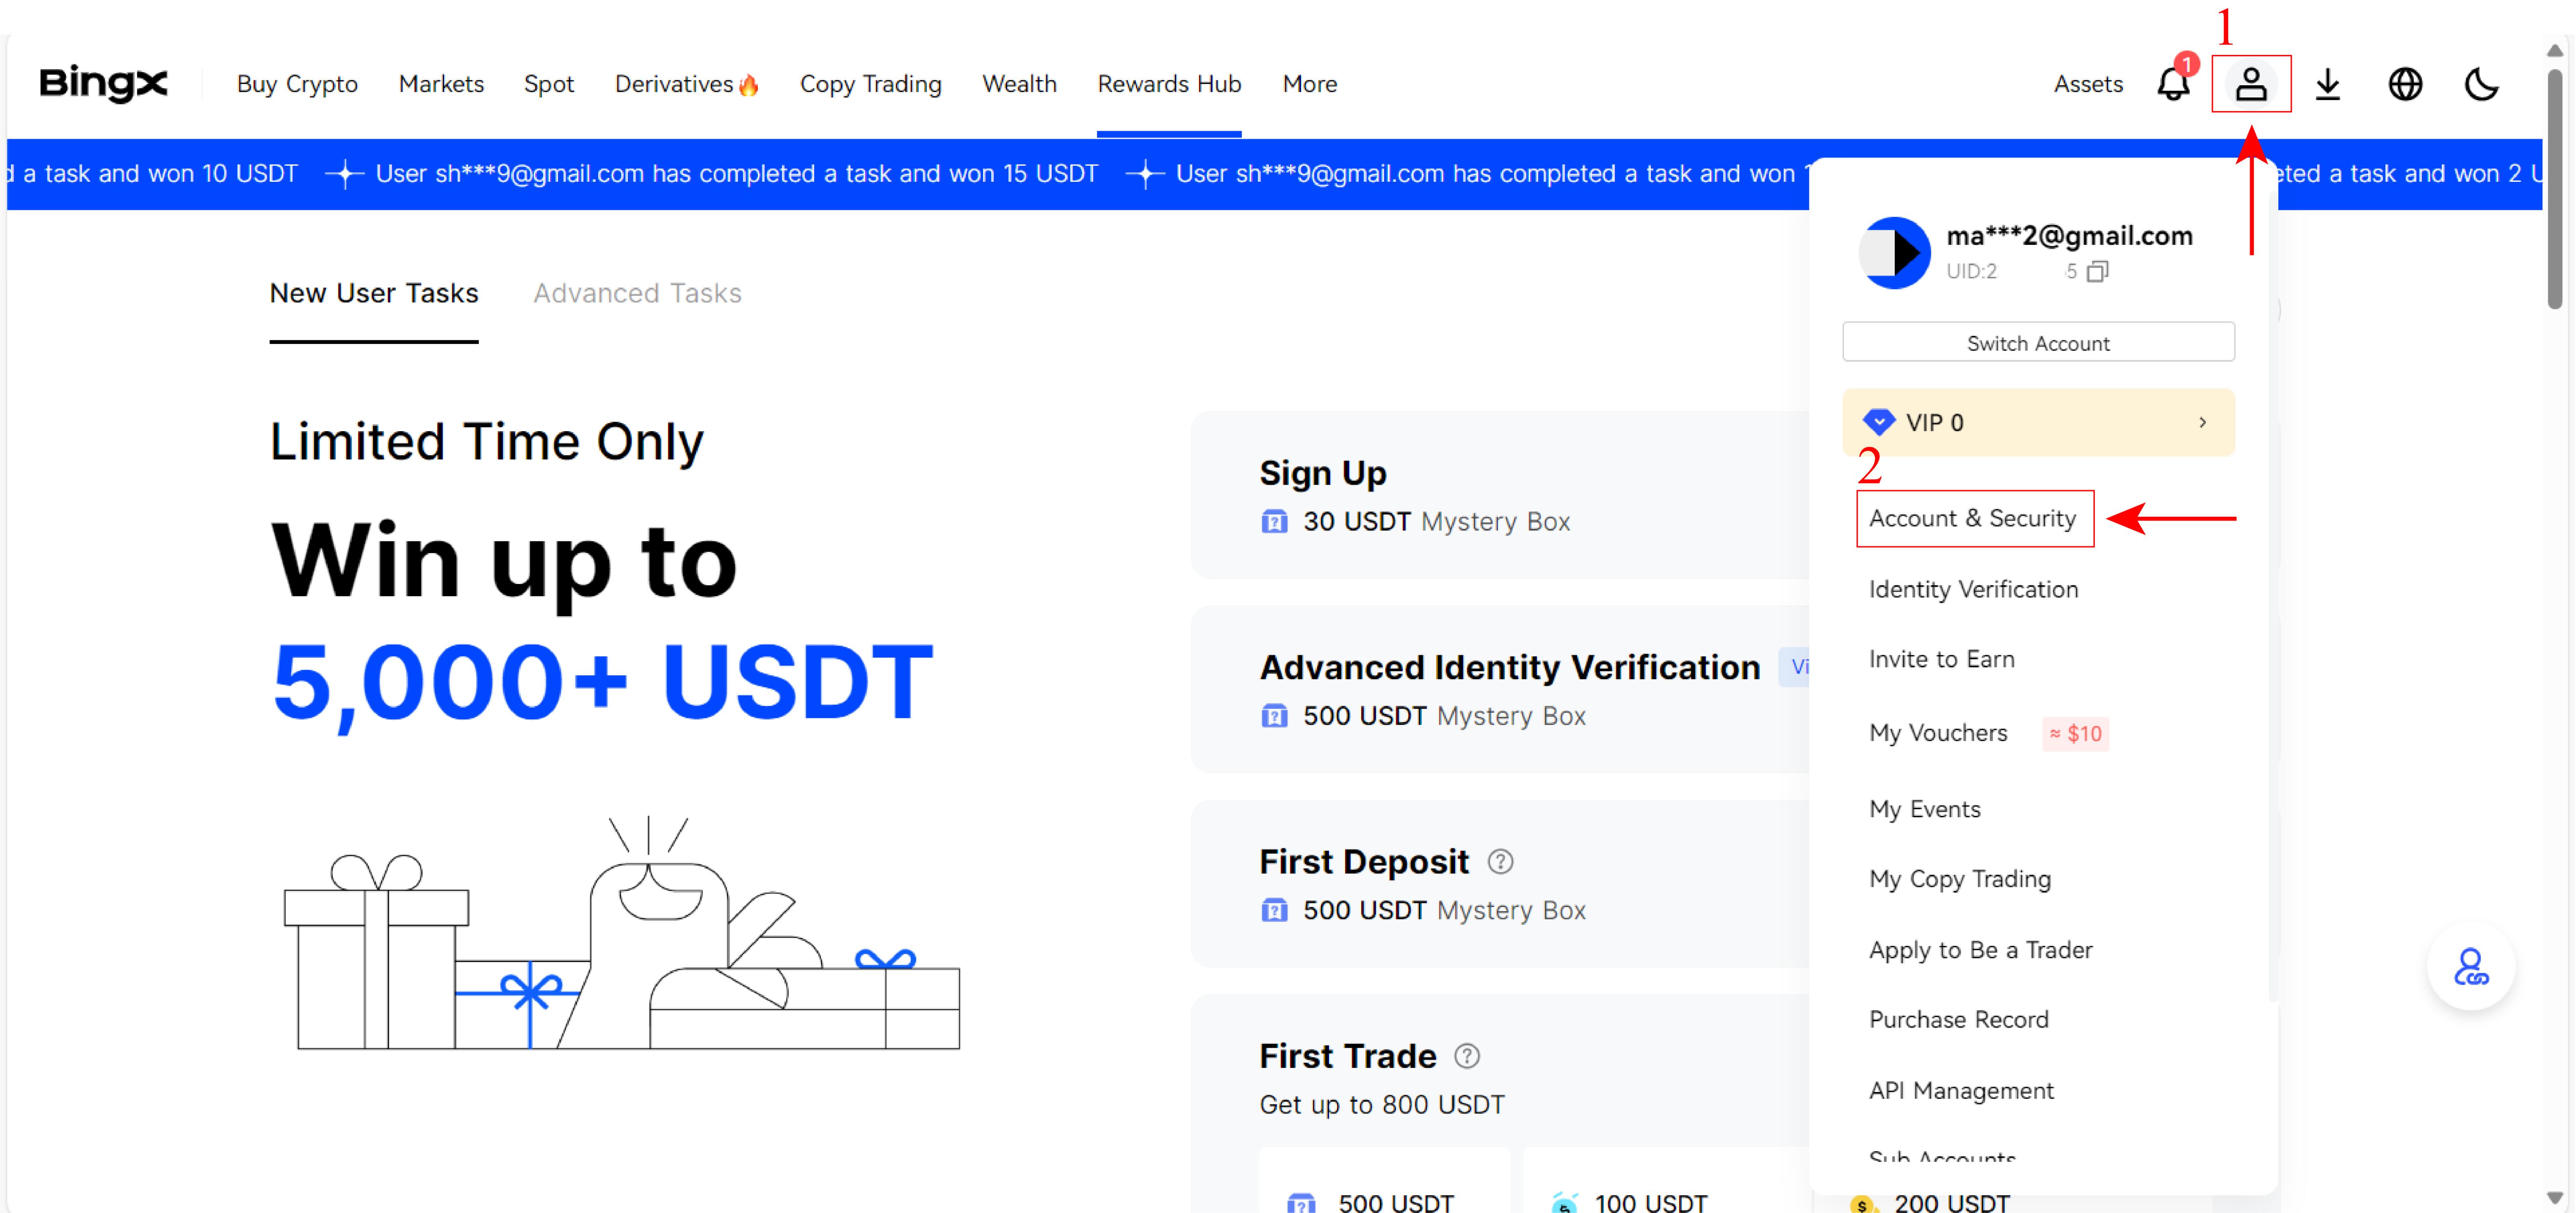 1
BingX
Buy Crypto
Markets
Spot
Derivatives
Copy Trading
Wealth
Rewards Hub
More
Assets
1
a task and won 10 USDT
User sh***9@gmail.com has completed a task and won 15 USDT
User sh***9@gmail.com has completed a task and won
a task and won 2
New User Tasks
Advanced Tasks
Limited Time Only
Win up to
5,000+ USDT
Sign Up
30 USDT Mystery Box
Advanced Identity Verification
500 USDT Mystery Box
First Deposit ?
500 USDT Mystery Box
First Trade ?
Get up to 800 USDT
500 USDT
100 USDT
200 USDT
ma***2@gmail.com
UID:2 5
Switch Account
VIP 0
2
Account & Security
Identity Verification
Invite to Earn
My Vouchers ≈ $10
My Events
My Copy Trading
Apply to Be a Trader
Purchase Record
API Management
Sub Accounts